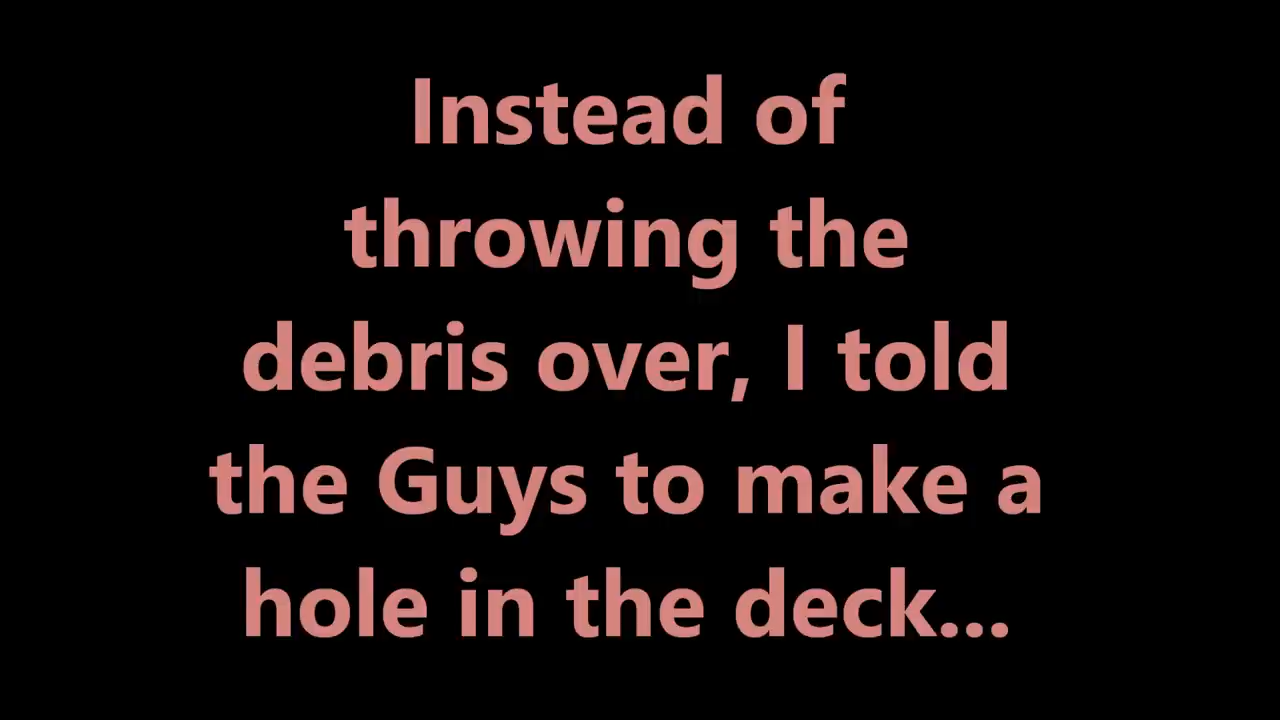 Instead of
throwing the
debris over, I told
the Guys to make a
hole in the deck...